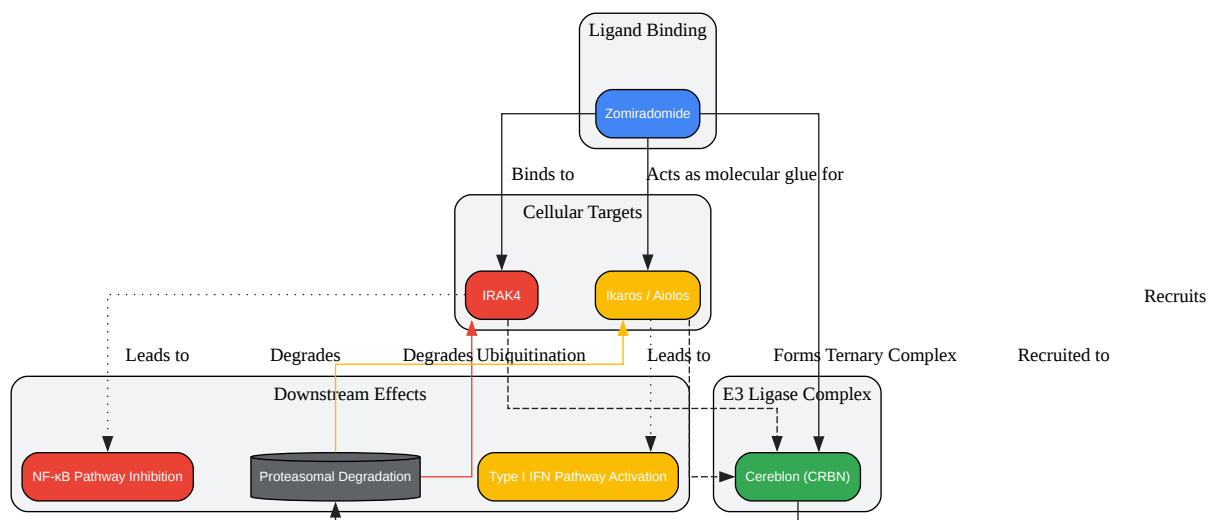 Ligand Binding
Zomiradomide
Binds to
Acts as molecular glue for
Cellular Targets
IRAK4
Ikaros / Aiolos
Recruits
Leads to
Degrades
Degrades
Ubiquitination
Leads to
Forms Ternary Complex
Recruited to
Downstream Effects
E3 Ligase Complex
NF-κB Pathway Inhibition
Proteasomal Degradation
Type I IFN Pathway Activation
Cereblon (CRBN)